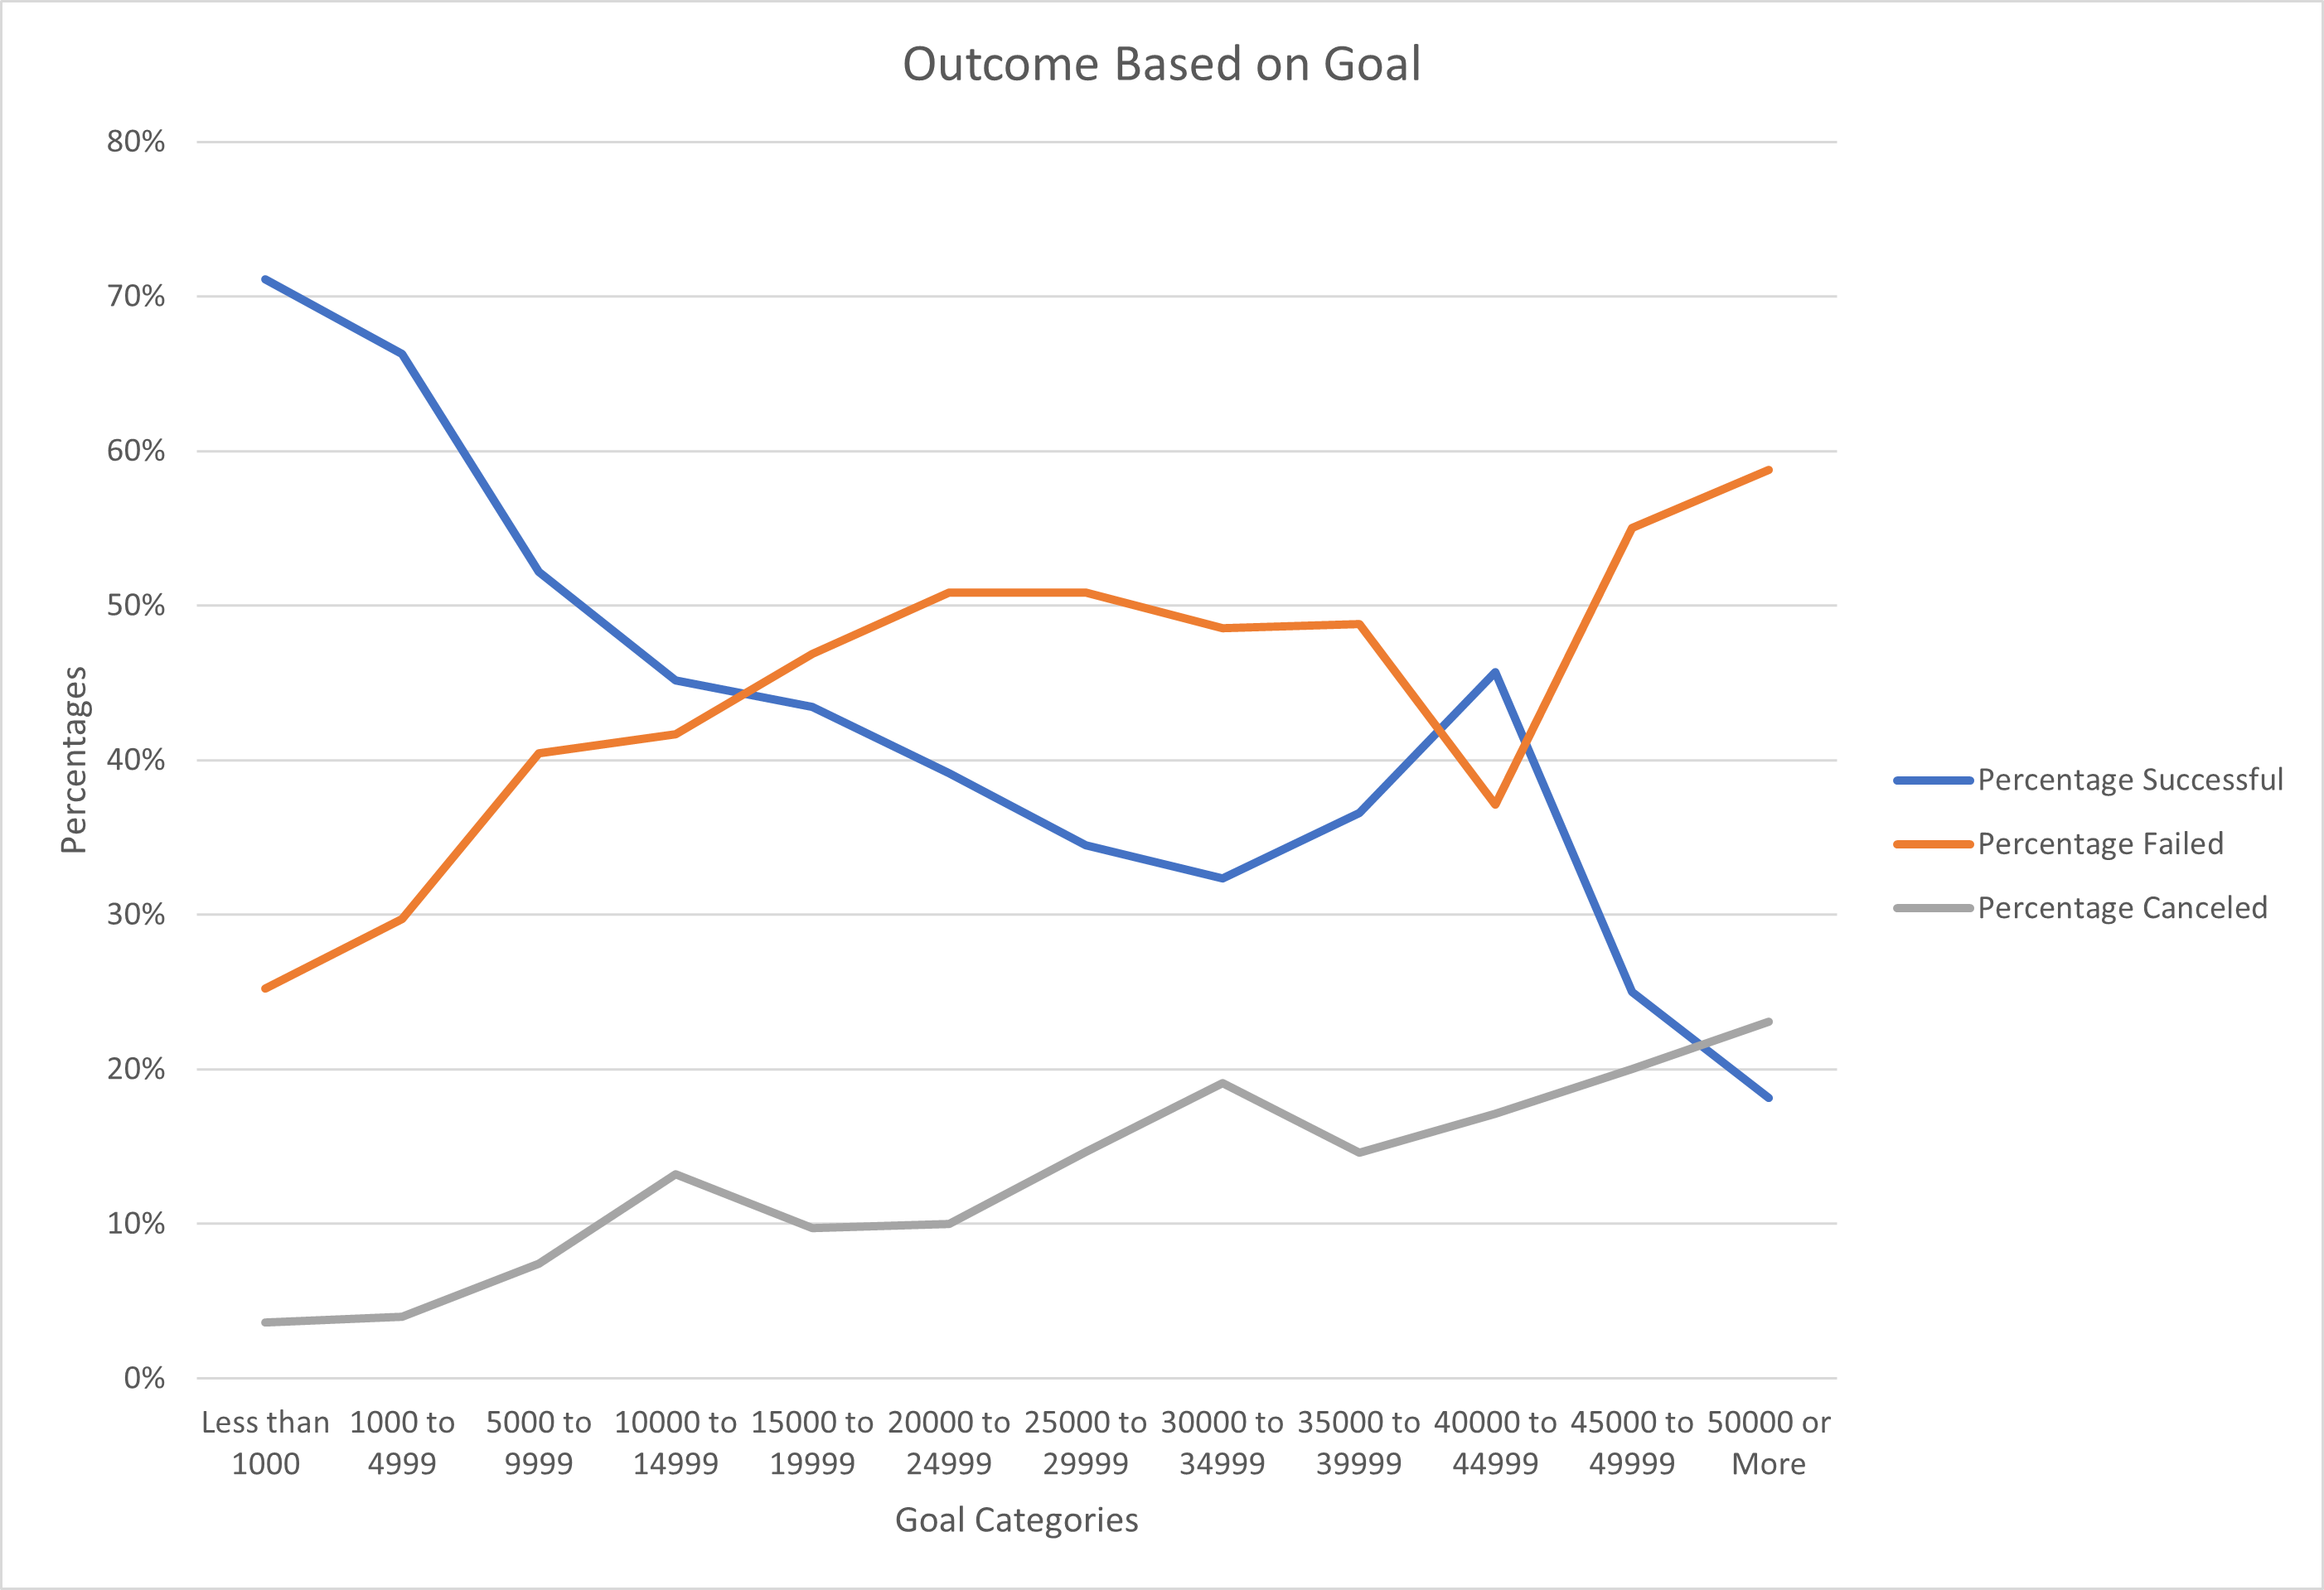 Outcome Based on Goal
80%
70%
60%
50%
40%
30%
20%
10%
0%
Percentages
Less than 1000
1000 to 4999
5000 to 9999
10000 to 14999
15000 to 19999
20000 to 24999
25000 to 29999
30000 to 34999
35000 to 39999
40000 to 44999
45000 to 49999
50000 or More
Goal Categories
Percentage Successful
Percentage Failed
Percentage Canceled